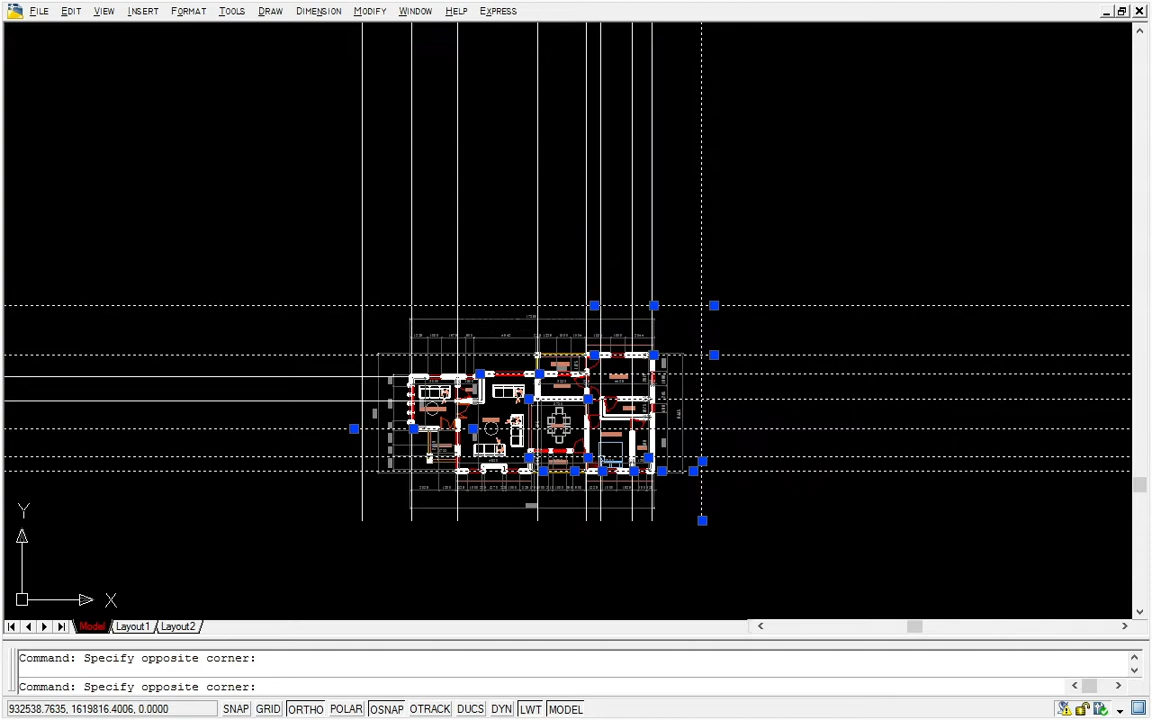 FILE EDIT VIEW INSERT FORMAT TOOLS DRAW DIMENSION MODIFY WINDOW HELP EXPRESS
Y
X
Model Layout1 Layout2
Command: Specify opposite corner:
Command: Specify opposite corner:
932538.7635, 1619816.4006, 0.0000 SNAP GRID ORTHO POLAR OSNAP OTRACK DUCS DYN LWT MODEL